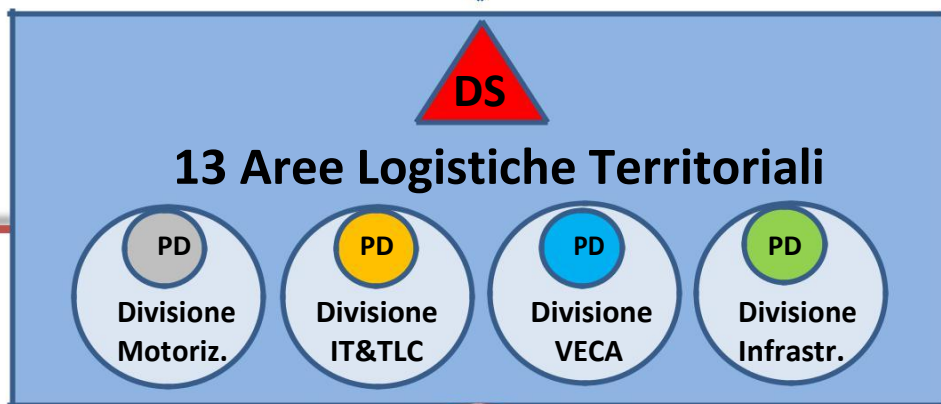 DS
13 Aree Logistiche Territoriali
PD
Divisione
Motoriz.
PD
Divisione
IT&TLC
PD
Divisione
VECA
PD
Divisione
Infrastr.